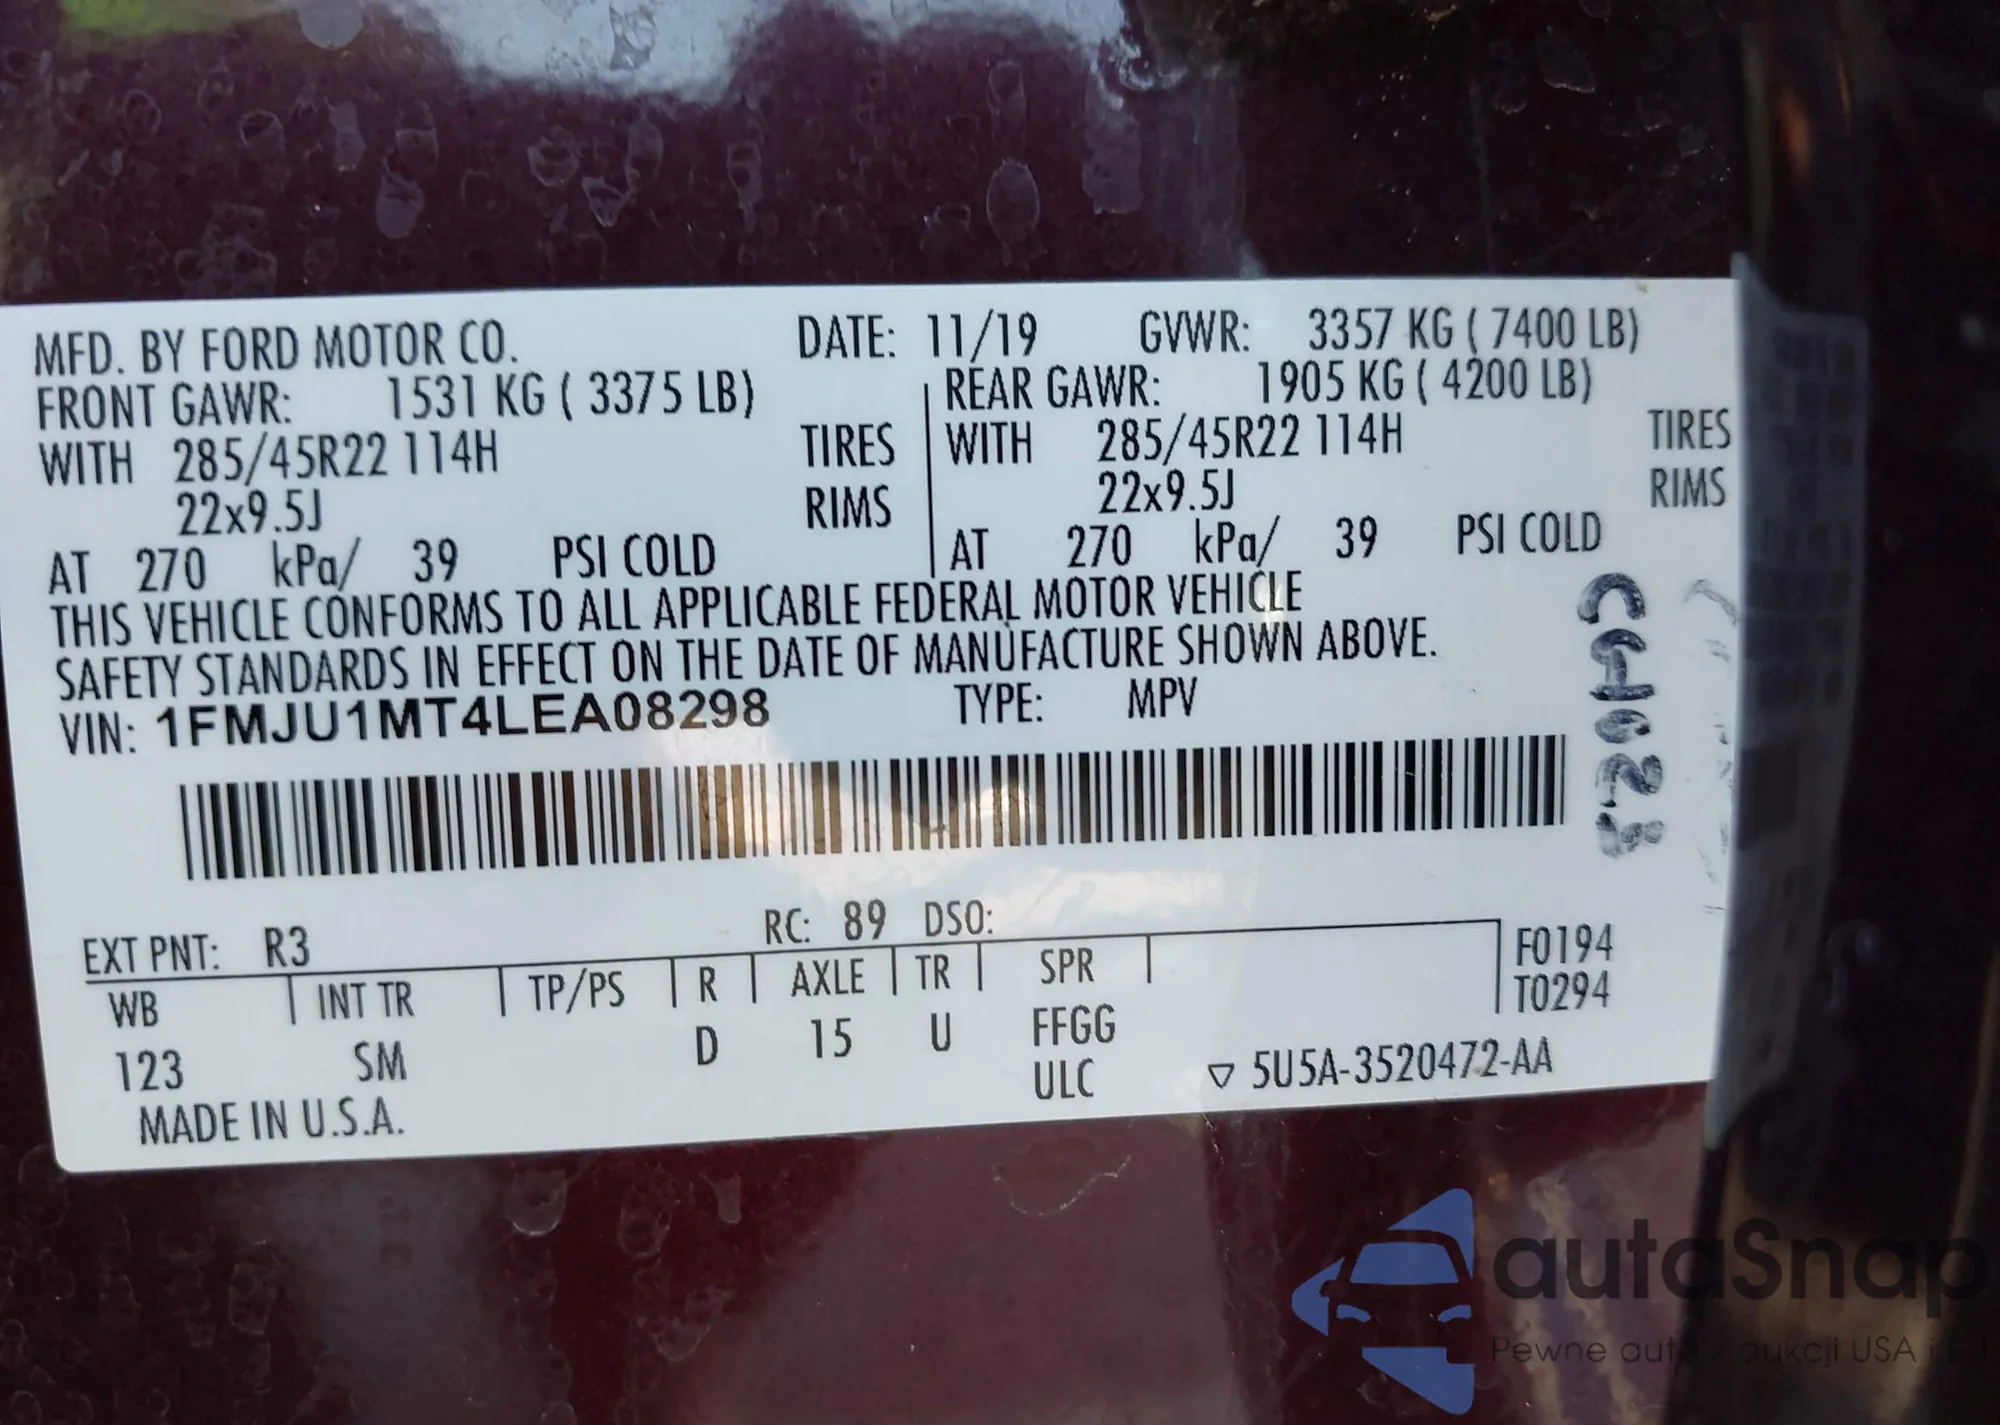 MFD. BY FORD MOTOR CO. DATE: 11/19 GVWR: 3357 KG ( 7400 LB)
FRONT GAWR: 1531 KG ( 3375 LB) REAR GAWR: 1905 KG ( 4200 LB)
WITH 285/45R22 114H TIRES WITH 285/45R22 114H TIRES
22x9.5J RIMS 22x9.5J RIMS
AT 270 kPa/ 39 PSI COLD AT 270 kPa/ 39 PSI COLD
THIS VEHICLE CONFORMS TO ALL APPLICABLE FEDERAL MOTOR VEHICLE
SAFETY STANDARDS IN EFFECT ON THE DATE OF MANUFACTURE SHOWN ABOVE.
VIN: 1FMJU1MT4LEA08298 TYPE: MPV
EXT PNT: R3 RC: 89 DSO:
WB INT TR TP/PS R AXLE TR SPR F0194
T0294
123 SM D 15 U FFGG
ULC ▽ 5U5A-3520472-AA
MADE IN U.S.A.
autaSnap
Pewne auta z aukcji USA i EU